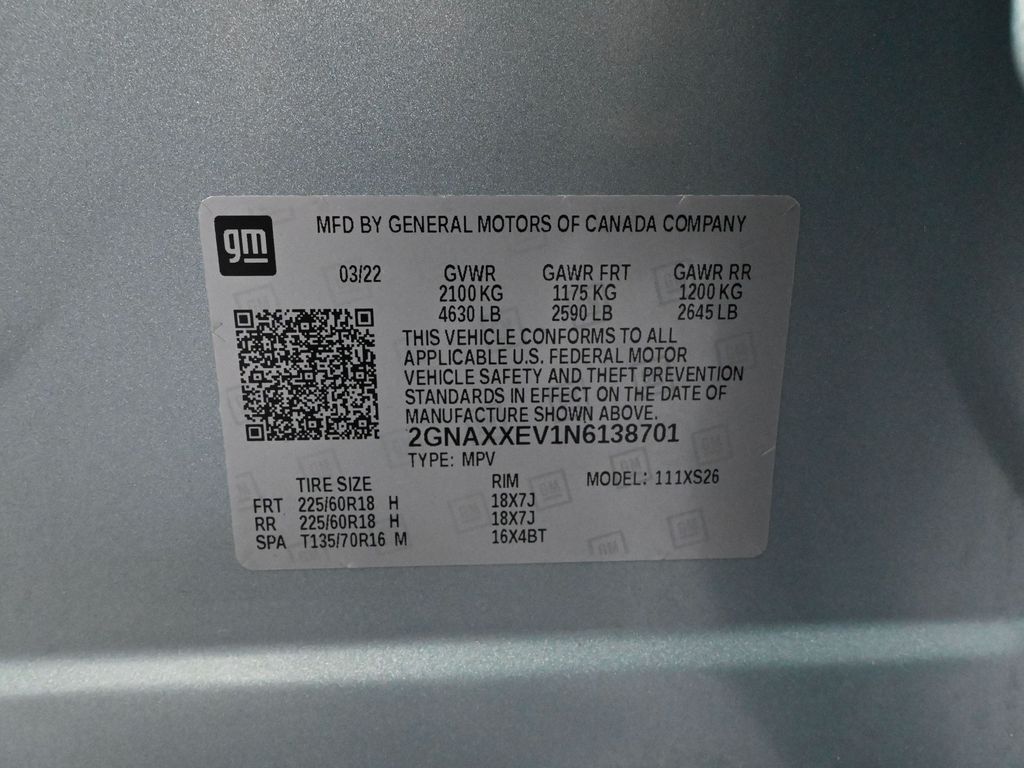 gm
MFD BY GENERAL MOTORS OF CANADA COMPANY
03/22 GVWR GAWR FRT GAWR RR
2100 KG 1175 KG 1200 KG
4630 LB 2590 LB 2645 LB
THIS VEHICLE CONFORMS TO ALL
APPLICABLE U.S. FEDERAL MOTOR
VEHICLE SAFETY AND THEFT PREVENTION
STANDARDS IN EFFECT ON THE DATE OF
MANUFACTURE SHOWN ABOVE.
2GNAXXEV1N6138701
TYPE: MPV
TIRE SIZE RIM MODEL: 111XS26
FRT 225/60R18 H 18X7J
RR 225/60R18 H 18X7J
SPA T135/70R16 M 16X4BT